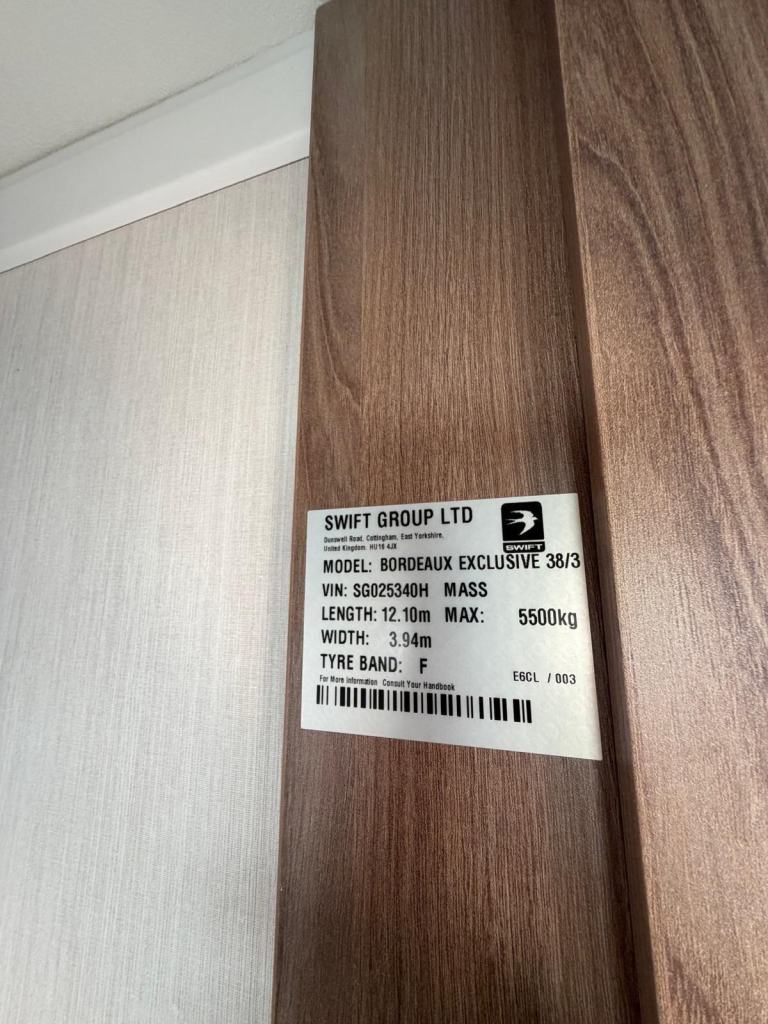 SWIFT GROUP LTD
Dunswell Road, Cottingham, East Yorkshire,
United Kingdom. HU16 4JX
SWIFT
MODEL: BORDEAUX EXCLUSIVE 38/3
VIN: SG025340H MASS
LENGTH: 12.10m MAX: 5500kg
WIDTH: 3.94m
TYRE BAND: F
E6CL / 003
For More Information Consult Your Handbook